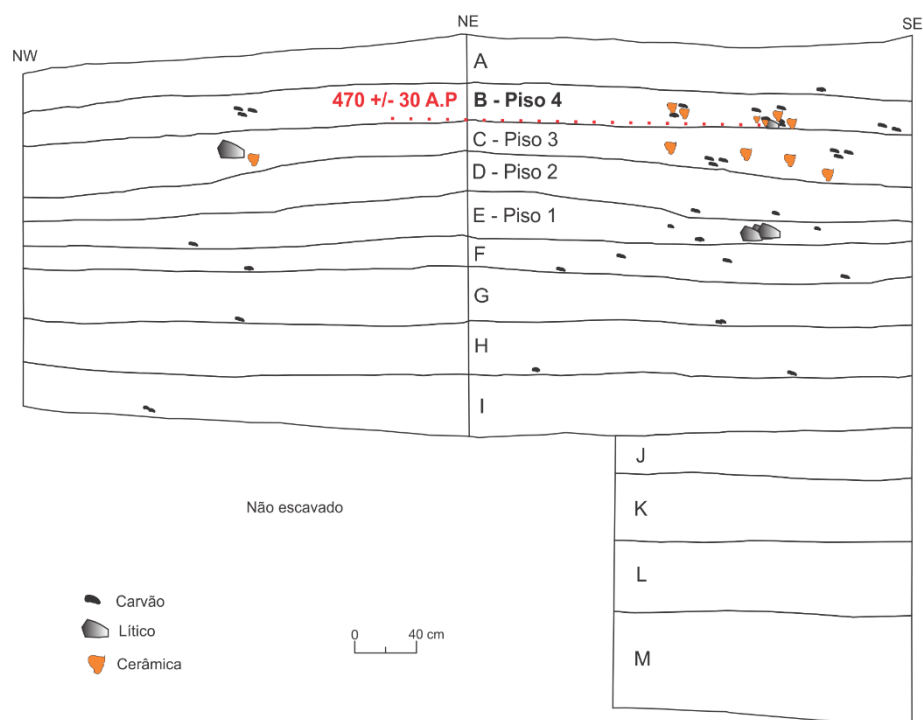 NW
NE
SE
A
470 +/- 30 A.P
B - Piso 4
C - Piso 3
D - Piso 2
E - Piso 1
F
G
H
I
J
K
L
M
Não escavado
Carvão
Lítico
Cerâmica
0 40 cm